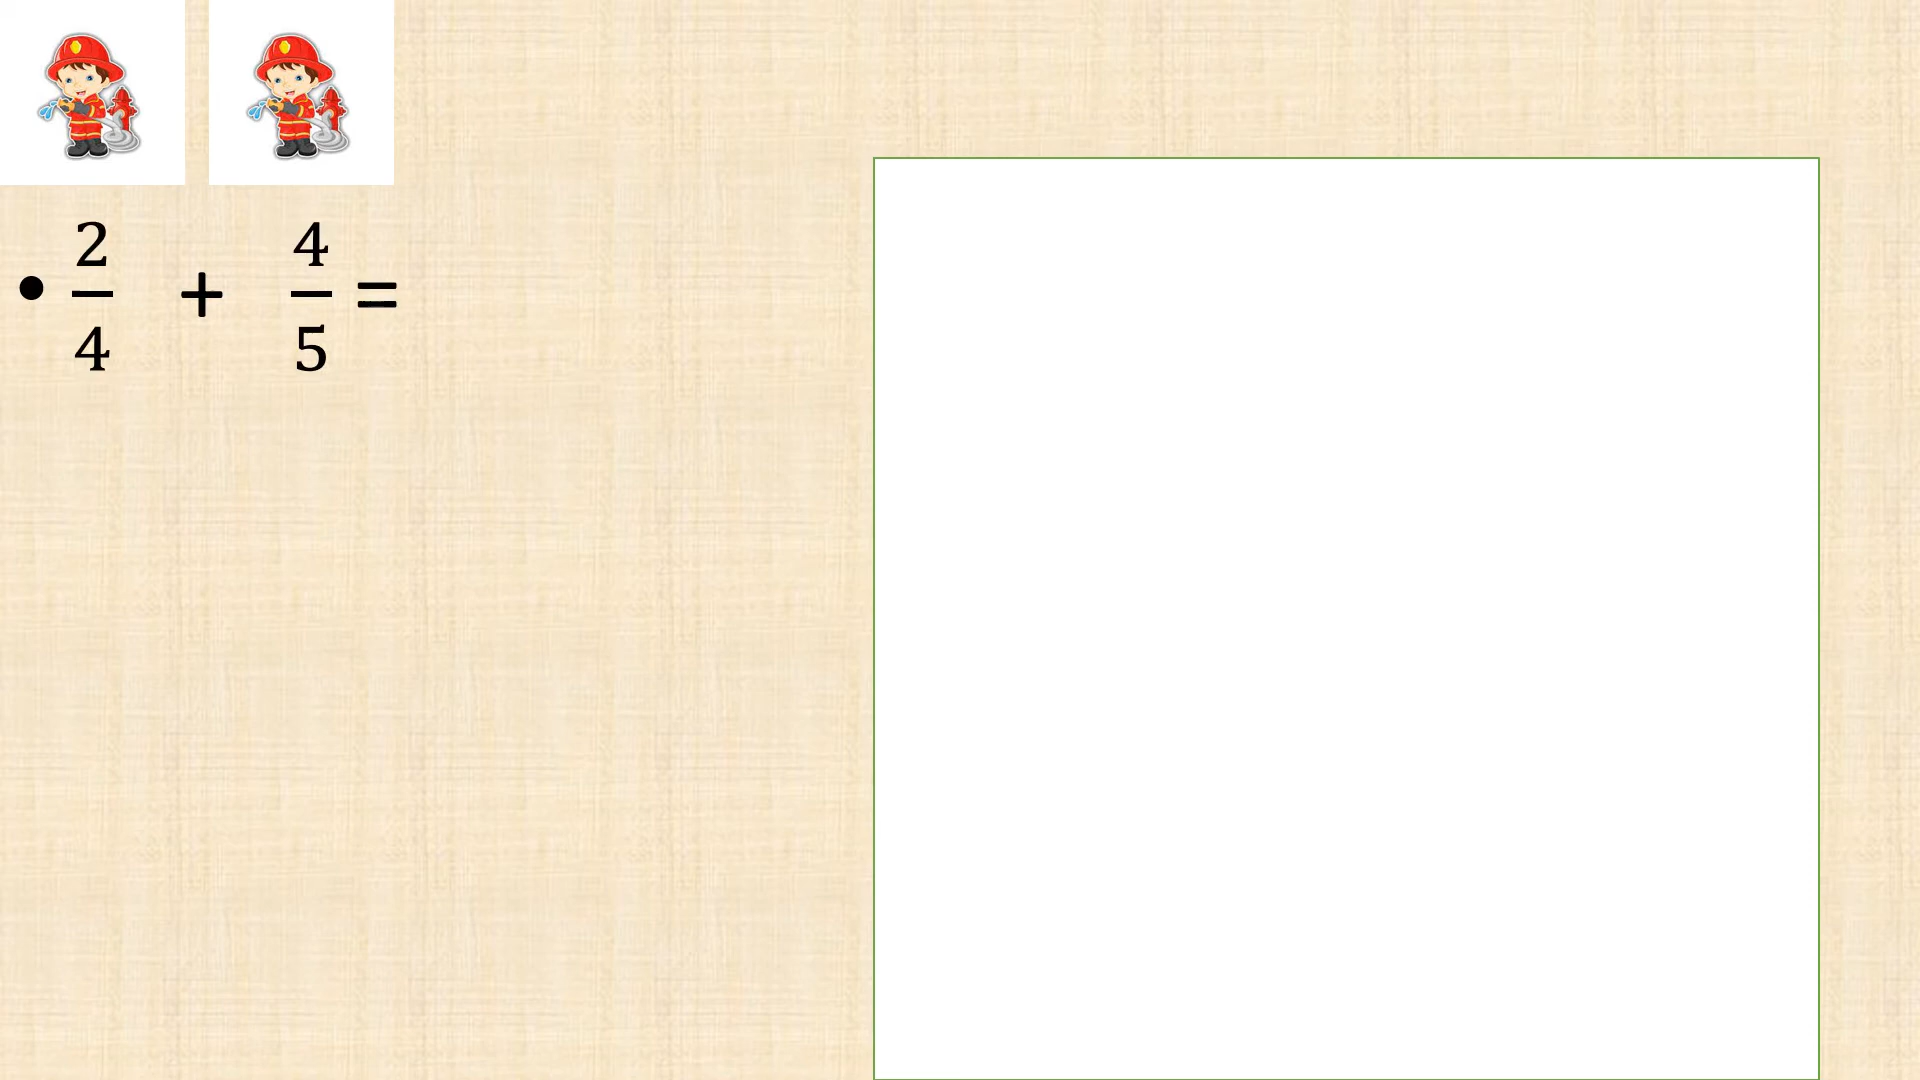 • 2/4 + 4/5 =